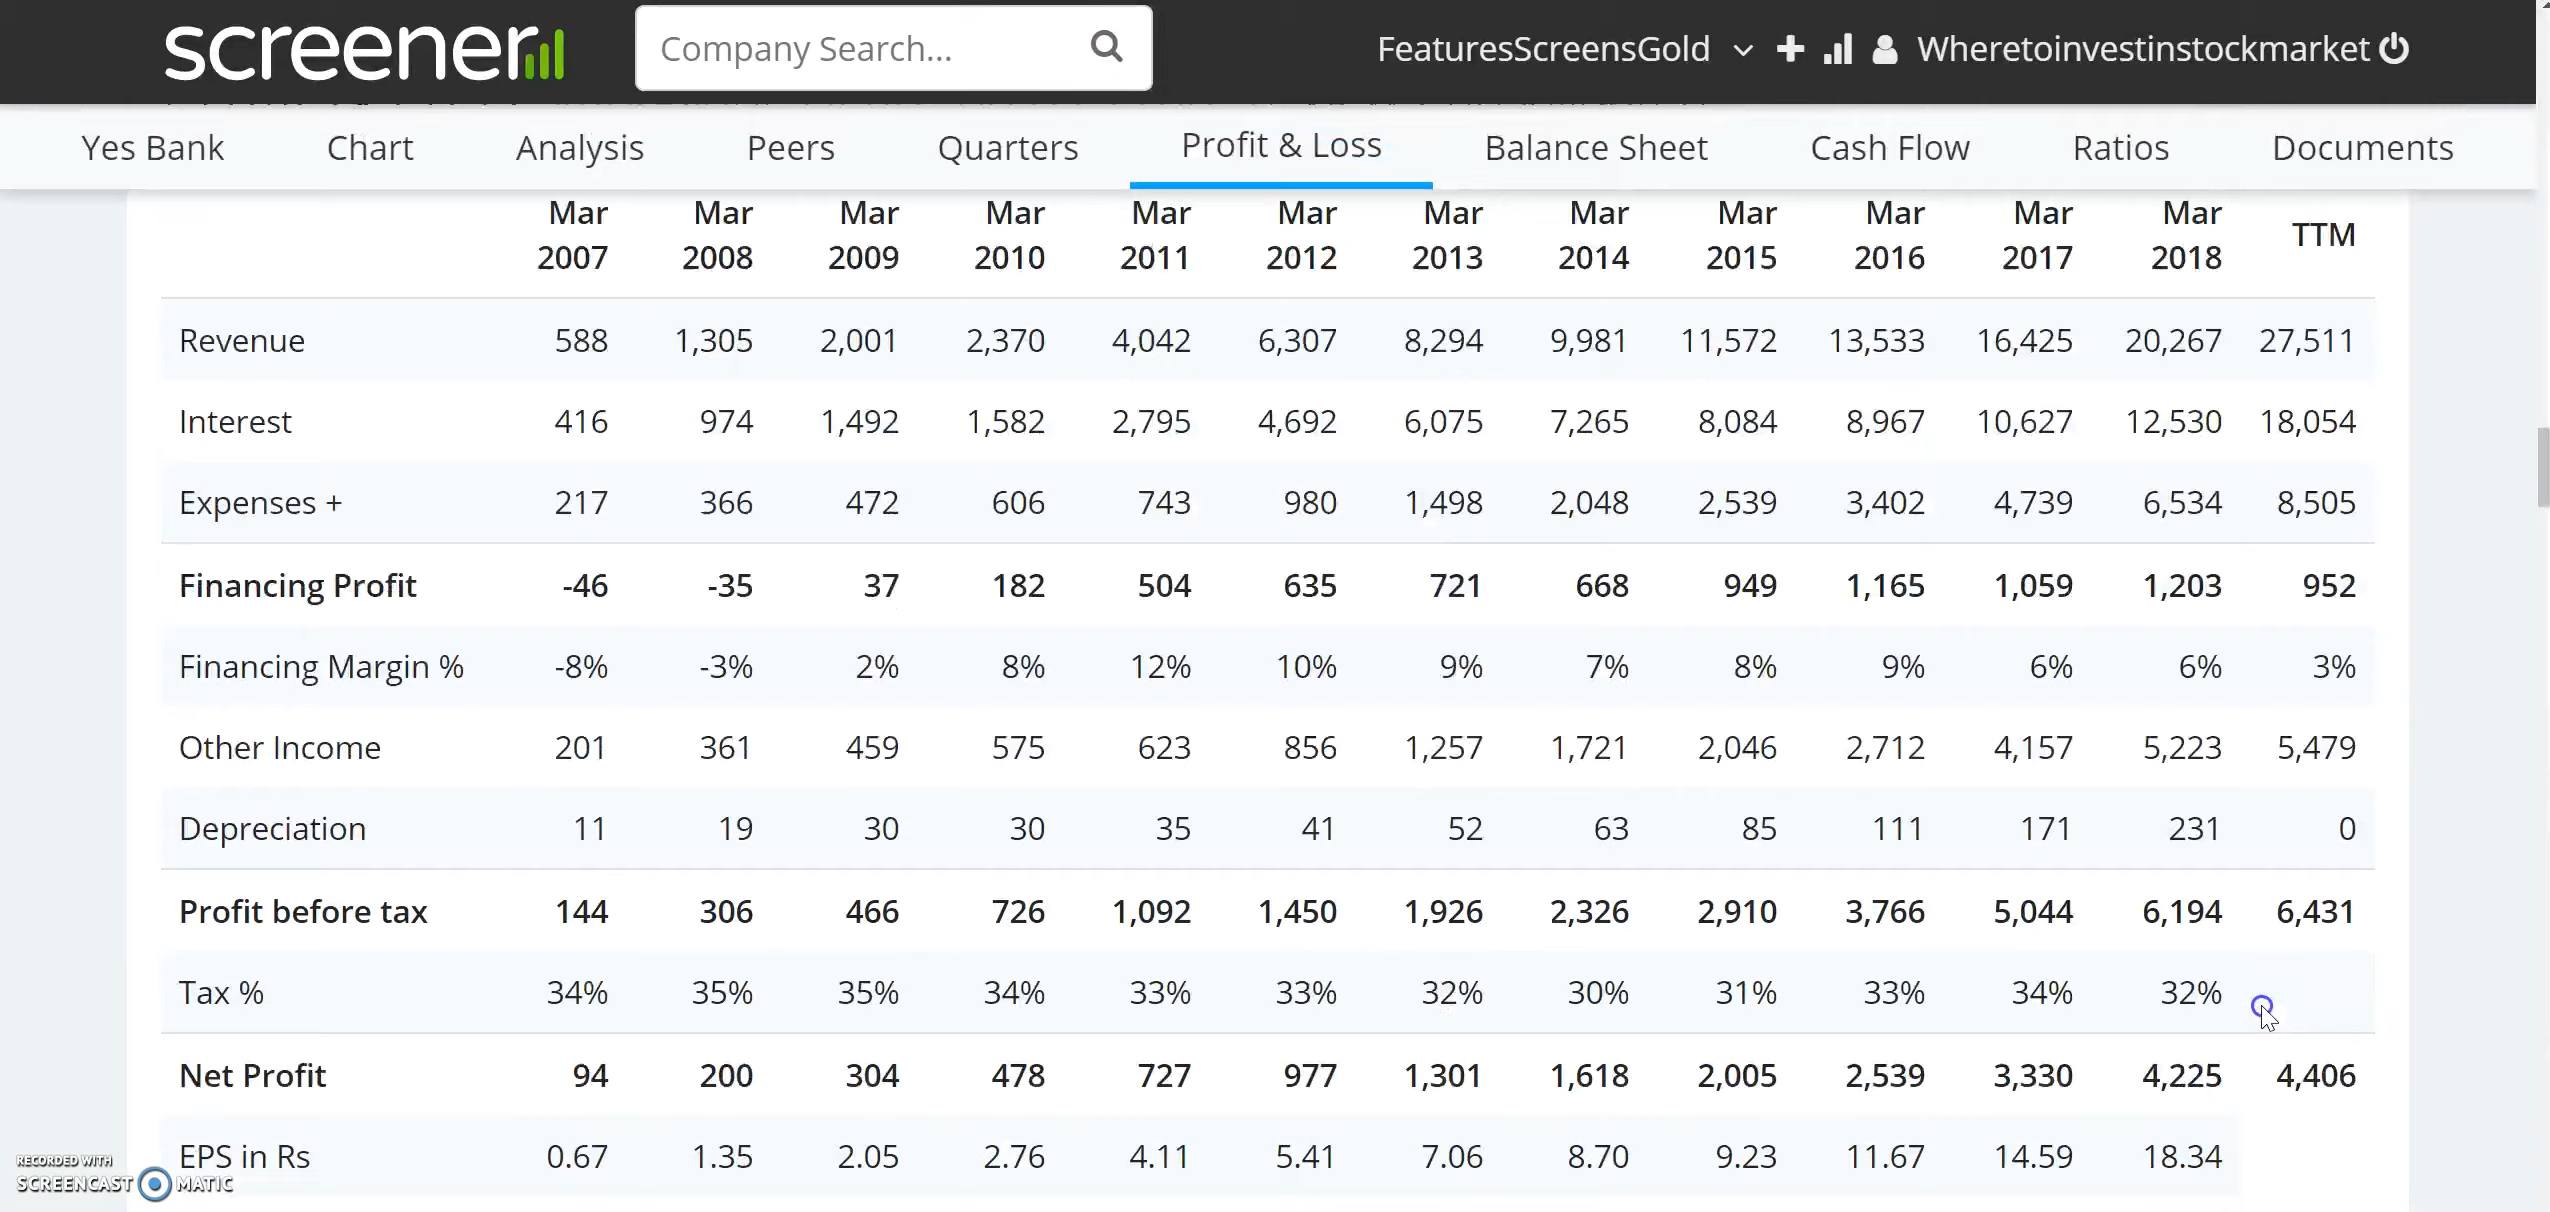 screener Company Search... FeaturesScreensGold Wheretoinvestinstockmarket
Yes Bank Chart Analysis Peers Quarters Profit & Loss Balance Sheet Cash Flow Ratios Documents
Mar 2007 Mar 2008 Mar 2009 Mar 2010 Mar 2011 Mar 2012 Mar 2013 Mar 2014 Mar 2015 Mar 2016 Mar 2017 Mar 2018 TTM
Revenue 588 1,305 2,001 2,370 4,042 6,307 8,294 9,981 11,572 13,533 16,425 20,267 27,511
Interest 416 974 1,492 1,582 2,795 4,692 6,075 7,265 8,084 8,967 10,627 12,530 18,054
Expenses + 217 366 472 606 743 980 1,498 2,048 2,539 3,402 4,739 6,534 8,505
Financing Profit -46 -35 37 182 504 635 721 668 949 1,165 1,059 1,203 952
Financing Margin % -8% -3% 2% 8% 12% 10% 9% 7% 8% 9% 6% 6% 3%
Other Income 201 361 459 575 623 856 1,257 1,721 2,046 2,712 4,157 5,223 5,479
Depreciation 11 19 30 30 35 41 52 63 85 111 171 231 0
Profit before tax 144 306 466 726 1,092 1,450 1,926 2,326 2,910 3,766 5,044 6,194 6,431
Tax % 34% 35% 35% 34% 33% 33% 32% 30% 31% 33% 34% 32%
Net Profit 94 200 304 478 727 977 1,301 1,618 2,005 2,539 3,330 4,225 4,406
EPS in Rs 0.67 1.35 2.05 2.76 4.11 5.41 7.06 8.70 9.23 11.67 14.59 18.34
RECORDED WITH
SCREENCAST MATIC